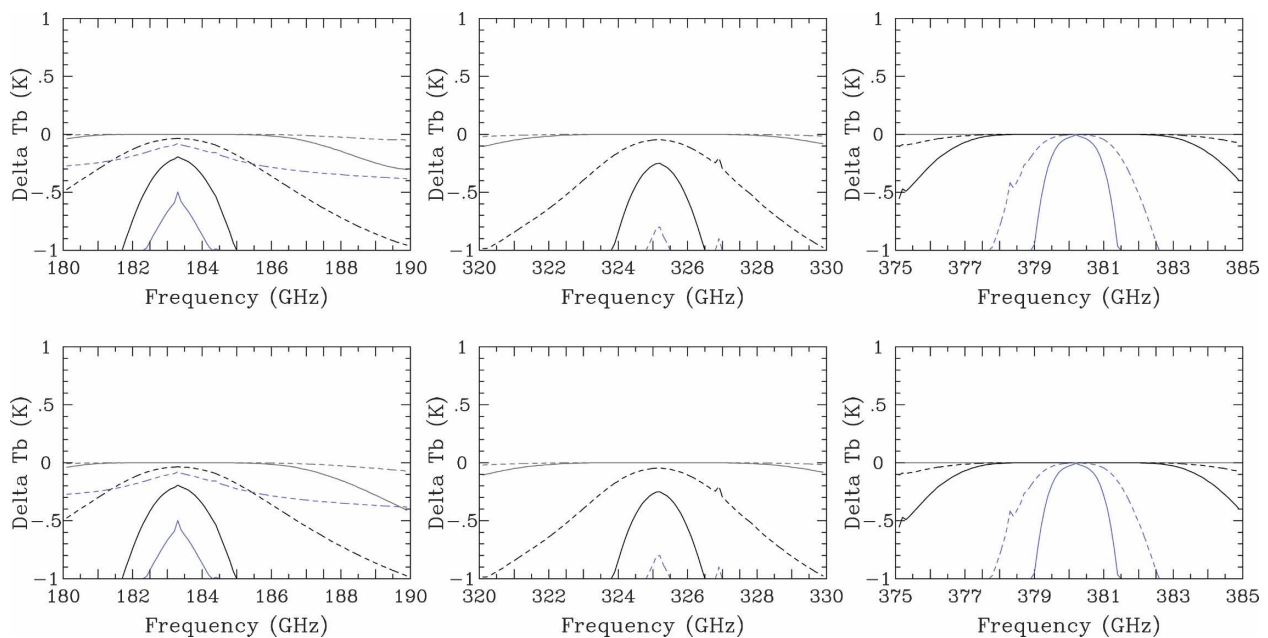 1 1 1
Delta Tb (K) Delta Tb (K) Delta Tb (K)
.5 .5 .5
0 0 0
−.5 −.5 −.5
−1 −1 −1
180 182 184 186 188 190 320 322 324 326 328 330 375 377 379 381 383 385
Frequency (GHz) Frequency (GHz) Frequency (GHz)
1 1 1
Delta Tb (K) Delta Tb (K) Delta Tb (K)
.5 .5 .5
0 0 0
−.5 −.5 −.5
−1 −1 −1
180 182 184 186 188 190 320 322 324 326 328 330 375 377 379 381 383 385
Frequency (GHz) Frequency (GHz) Frequency (GHz)